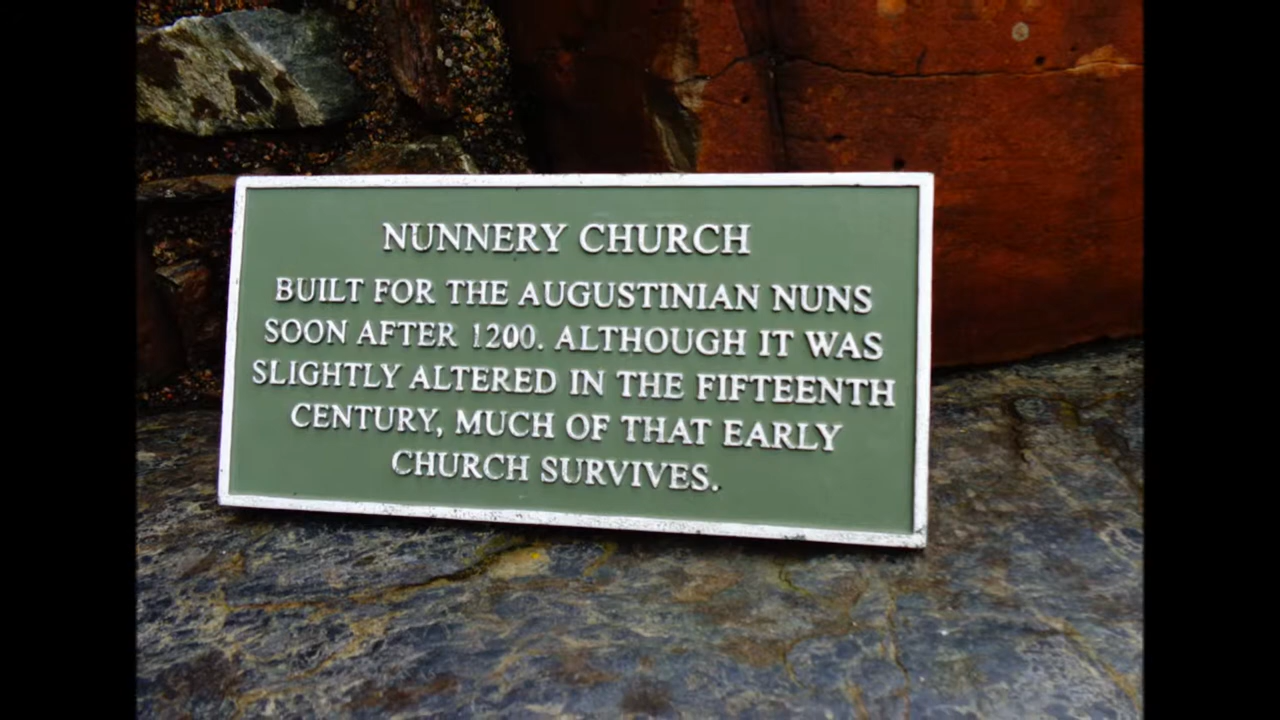 NUNNERY CHURCH
BUILT FOR THE AUGUSTINIAN NUNS
SOON AFTER 1200. ALTHOUGH IT WAS
SLIGHTLY ALTERED IN THE FIFTEENTH
CENTURY, MUCH OF THAT EARLY
CHURCH SURVIVES.